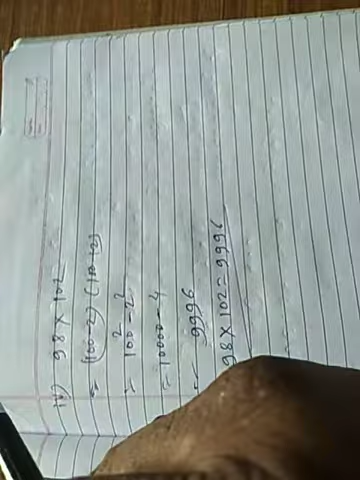 iv) 98 × 102
= (100-2) (100+2)
= 100² - 2²
= 10000 - 4
= 9996
98 × 102 = 9996